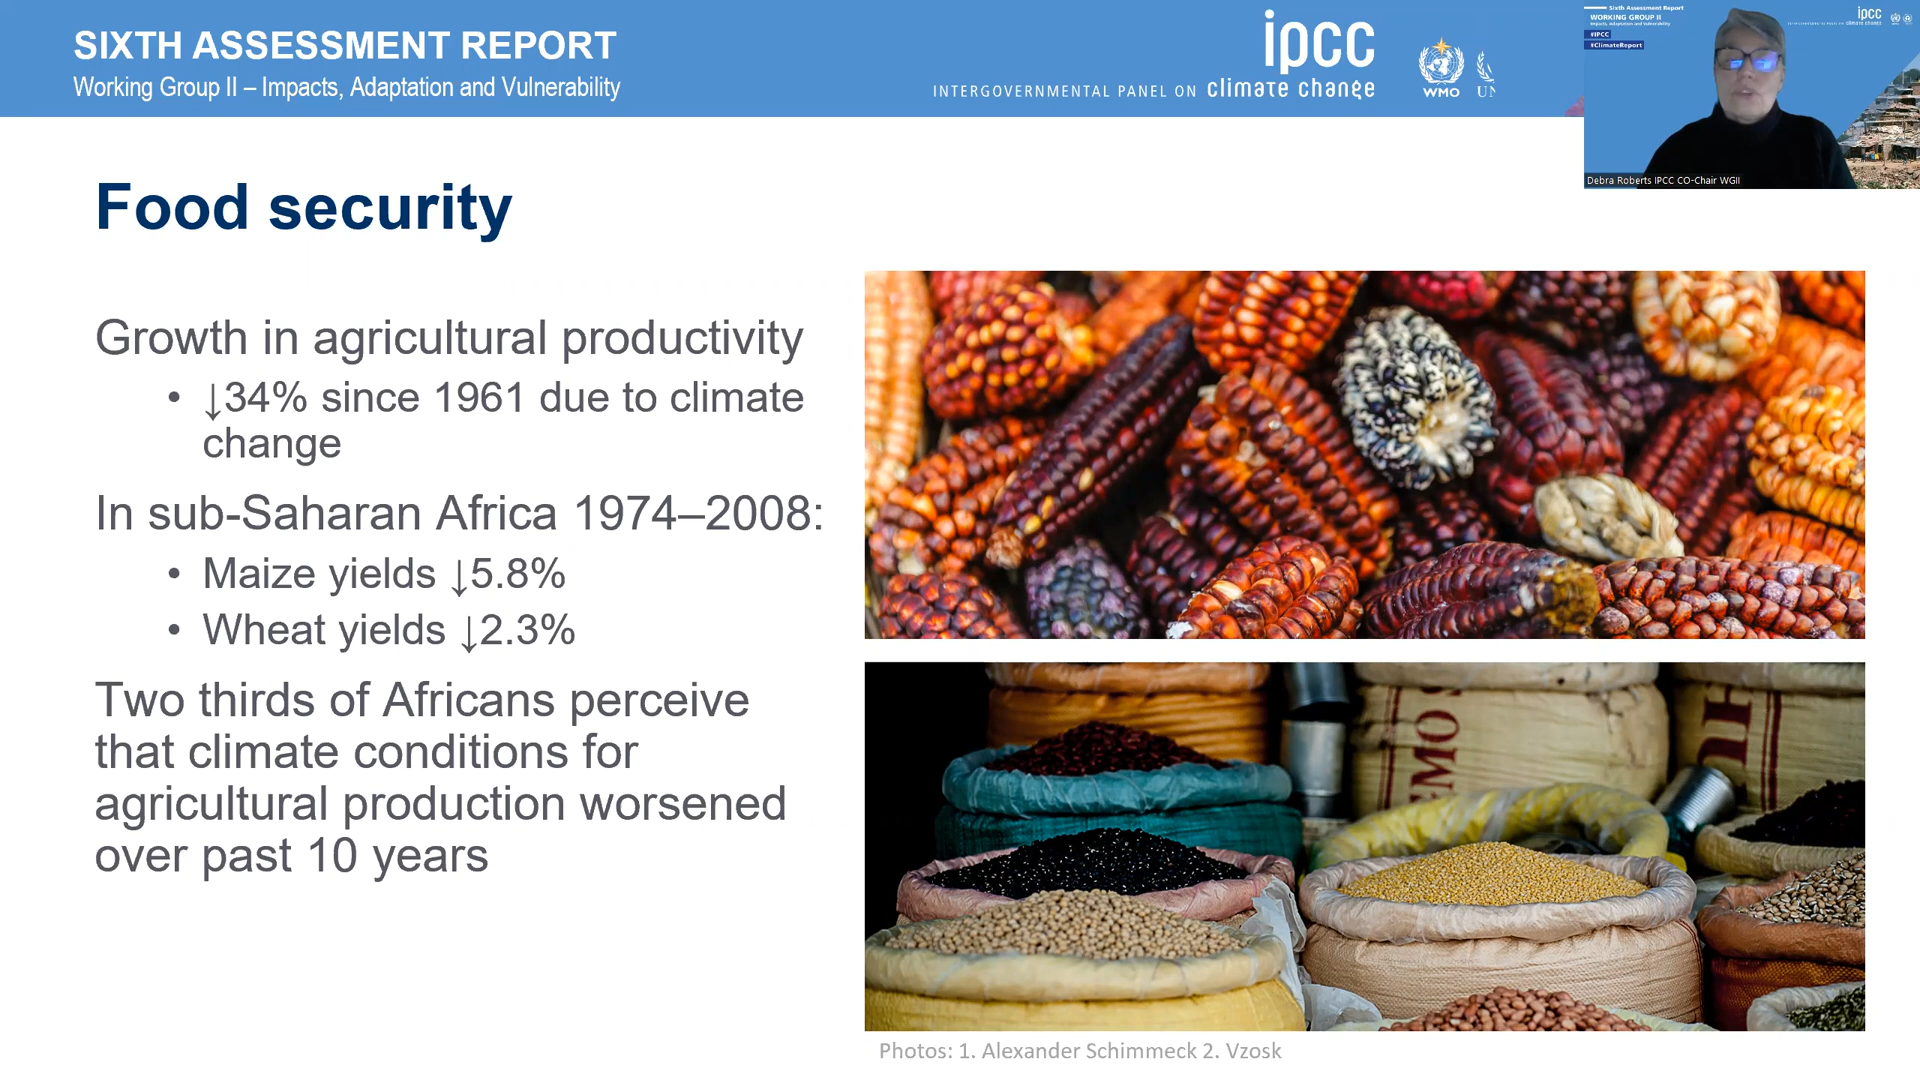 SIXTH ASSESSMENT REPORT
Working Group II – Impacts, Adaptation and Vulnerability
INTERGOVERNMENTAL PANEL ON climate change
ipcc
WMO
UN
Sixth Assessment Report
WORKING GROUP II
Impacts, Adaptation and Vulnerability
#IPCC
#ClimateReport
ipcc
Debra Roberts IPCC CO-Chair WGII
Food security
Growth in agricultural productivity
• ↓34% since 1961 due to climate
change
In sub-Saharan Africa 1974–2008:
• Maize yields ↓5.8%
• Wheat yields ↓2.3%
Two thirds of Africans perceive
that climate conditions for
agricultural production worsened
over past 10 years
Photos: 1. Alexander Schimmeck 2. Vzosk